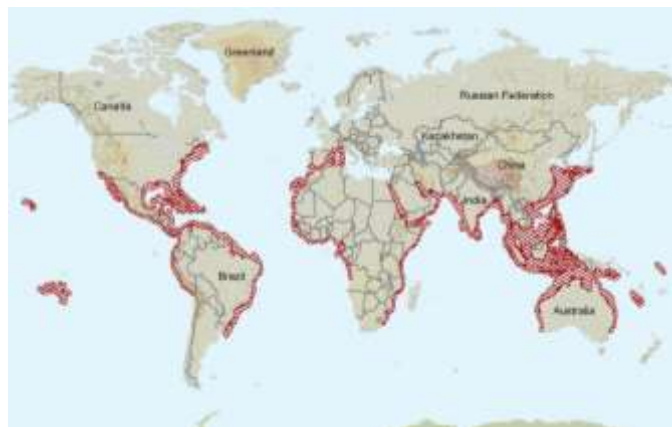 Greenland
Canada
Russian Federation
Kazakhstan
China
India
Brazil
Australia